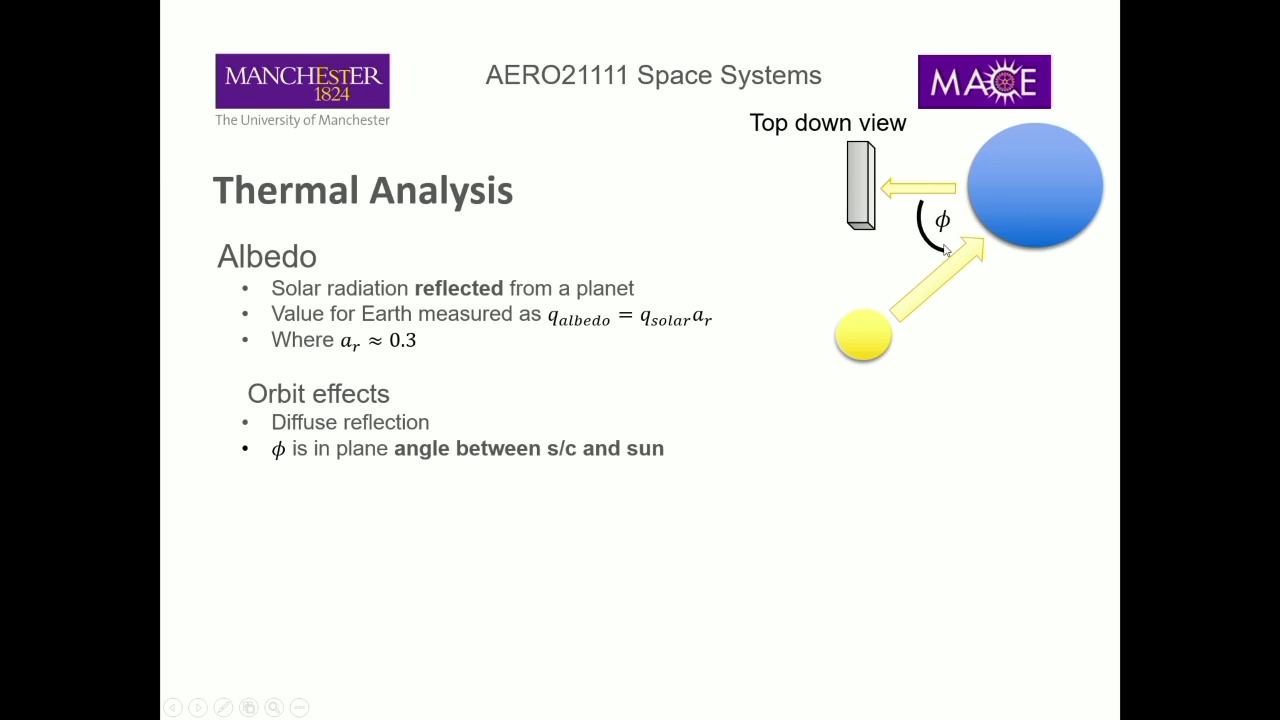 MANCHESTER
1824
The University of Manchester
AERO21111 Space Systems
MACE
Top down view
Thermal Analysis
ϕ
Albedo
• Solar radiation reflected from a planet
• Value for Earth measured as q_albedo = q_solar a_r
• Where a_r ≈ 0.3
Orbit effects
• Diffuse reflection
• ϕ is in plane angle between s/c and sun